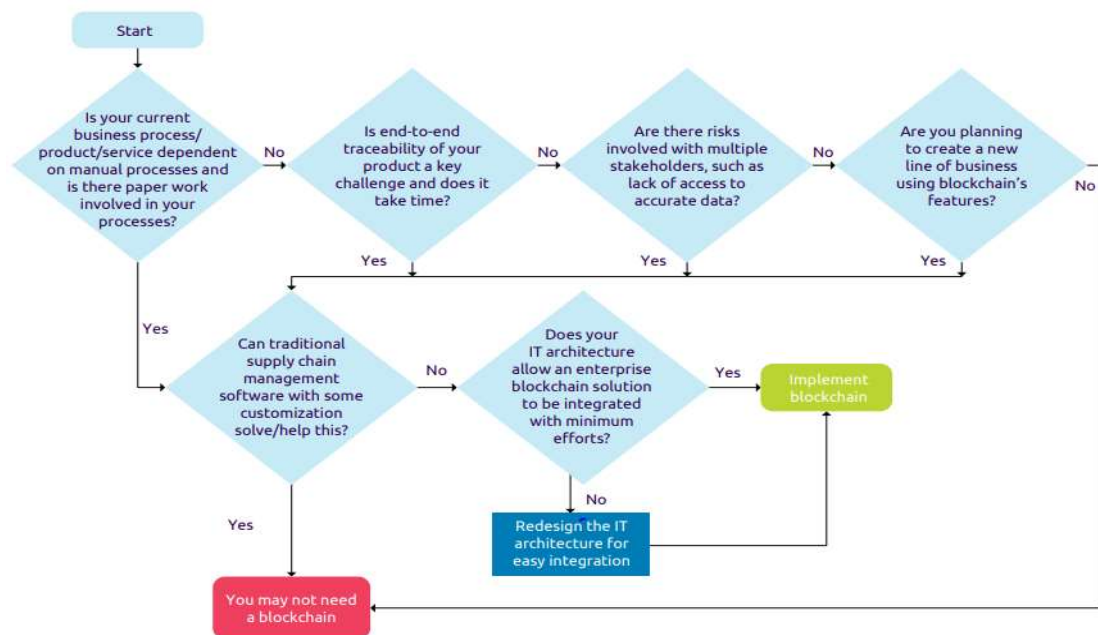 Start
Is your current
business process/
product/service dependent
on manual processes and
is there paper work
involved in your
processes?
No
Is end-to-end
traceability of your
product a key
challenge and does it
take time?
No
Are there risks
involved with multiple
stakeholders, such as
lack of access to
accurate data?
No
Are you planning
to create a new
line of business
using blockchain’s
features?
No
Yes
Yes
Yes
Yes
Can traditional
supply chain
management
software with some
customization
solve/help this?
No
Does your
IT architecture
allow an enterprise
blockchain solution
to be integrated
with minimum
efforts?
Yes
Implement
blockchain
No
Redesign the IT
architecture for
easy integration
Yes
You may not need
a blockchain